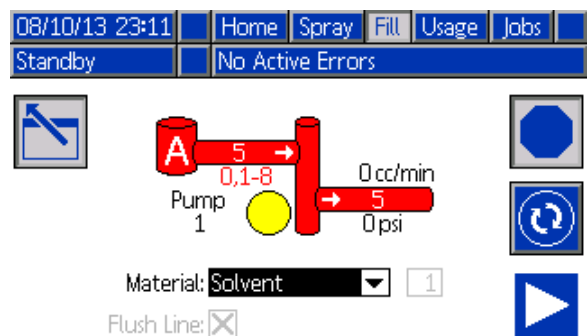 08/10/13 23:11 Home Spray Fill Usage Jobs
Standby No Active Errors
A 5
0,1-8
0 cc/min
Pump
1
5
0 psi
Material: Solvent 1
Flush Line: